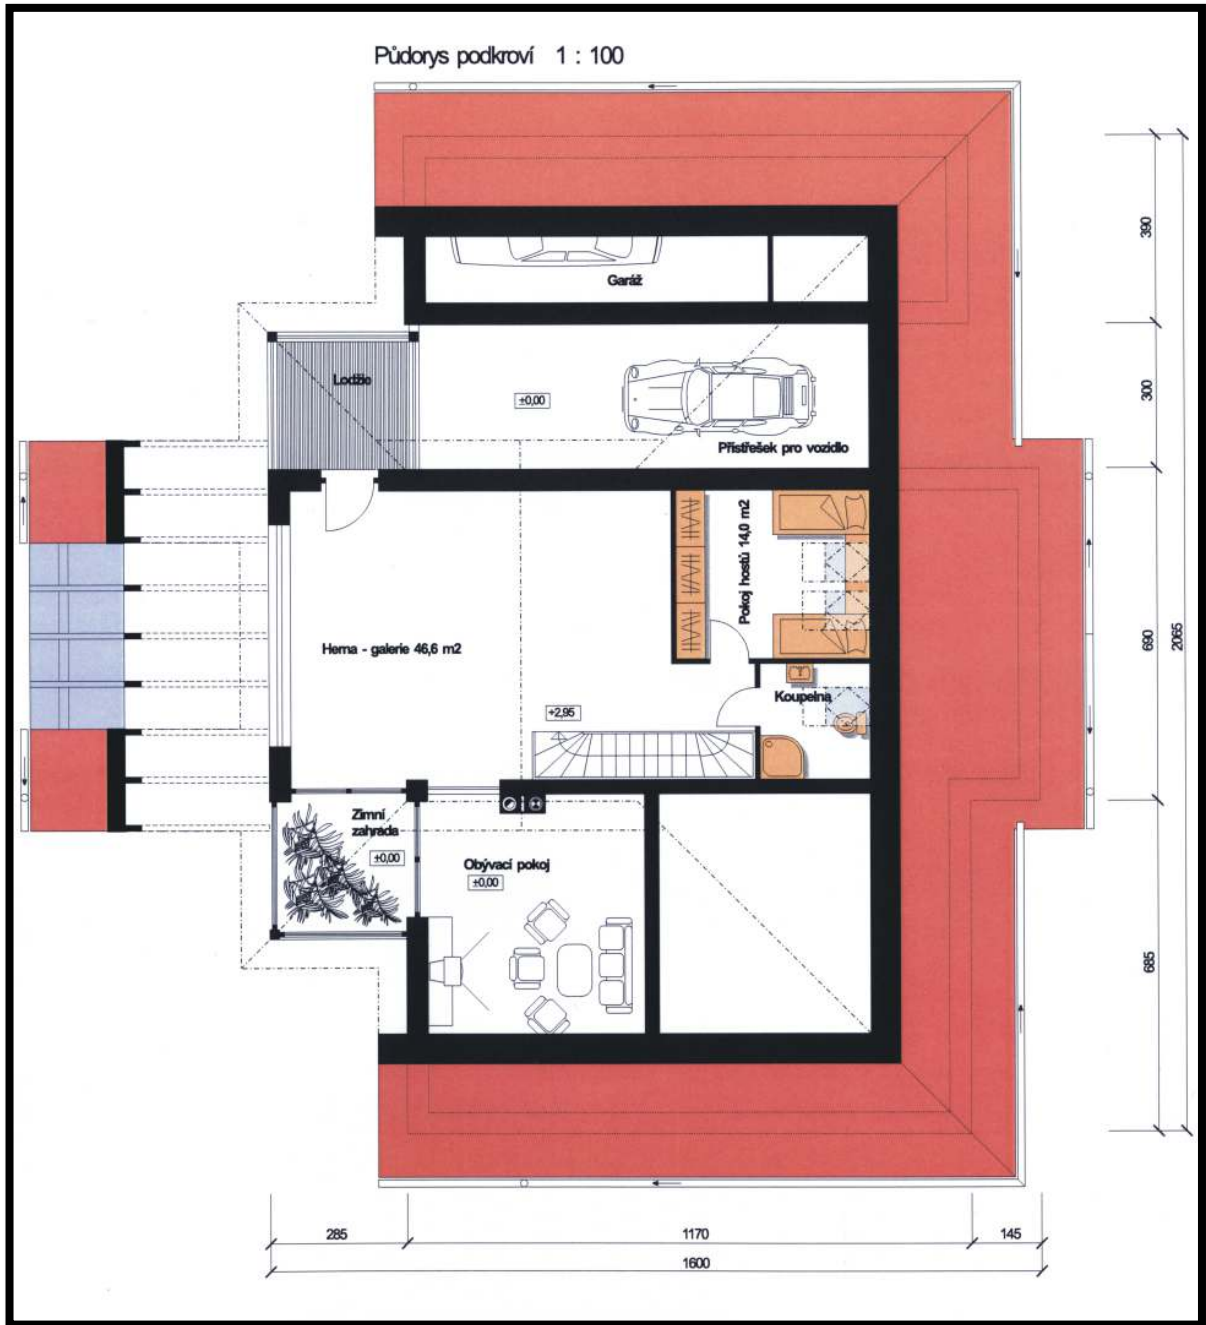 Půdorys podkroví 1 : 100
Garáž
Lodžie
±0,00
Přístřešek pro vozidlo
Pokoj hostů 14,0 m2
Herna - galerie 46,6 m2
Koupelna
+2,95
Zimní
zahrada
±0,00
Obývací pokoj
±0,00
390
300
690
685
2065
285
1170
145
1600